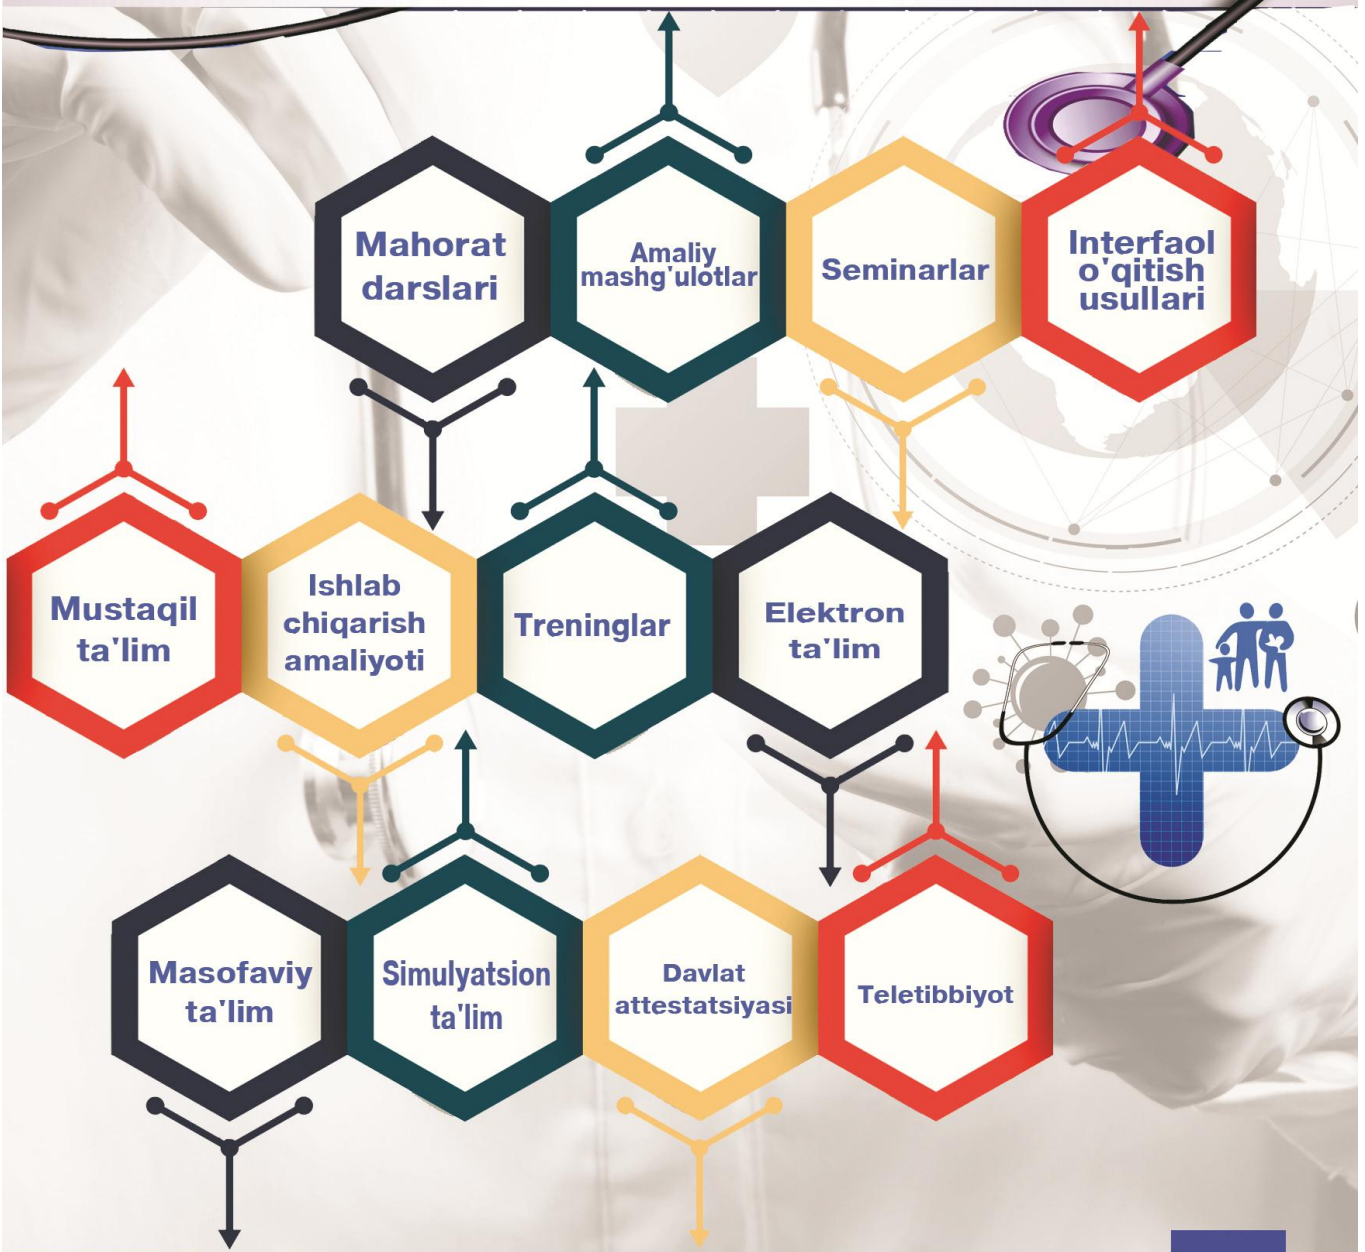 Mahorat
darslari
Amaliy
mashg'ulotlar
Seminarlar
Interfaol
o'qitish
usullari
Mustaqil
ta'lim
Ishlab
chiqarish
amaliyoti
Treninglar
Elektron
ta'lim
Masofaviy
ta'lim
Simulyatsion
ta'lim
Davlat
attestatsiyasi
Teletibbiyot